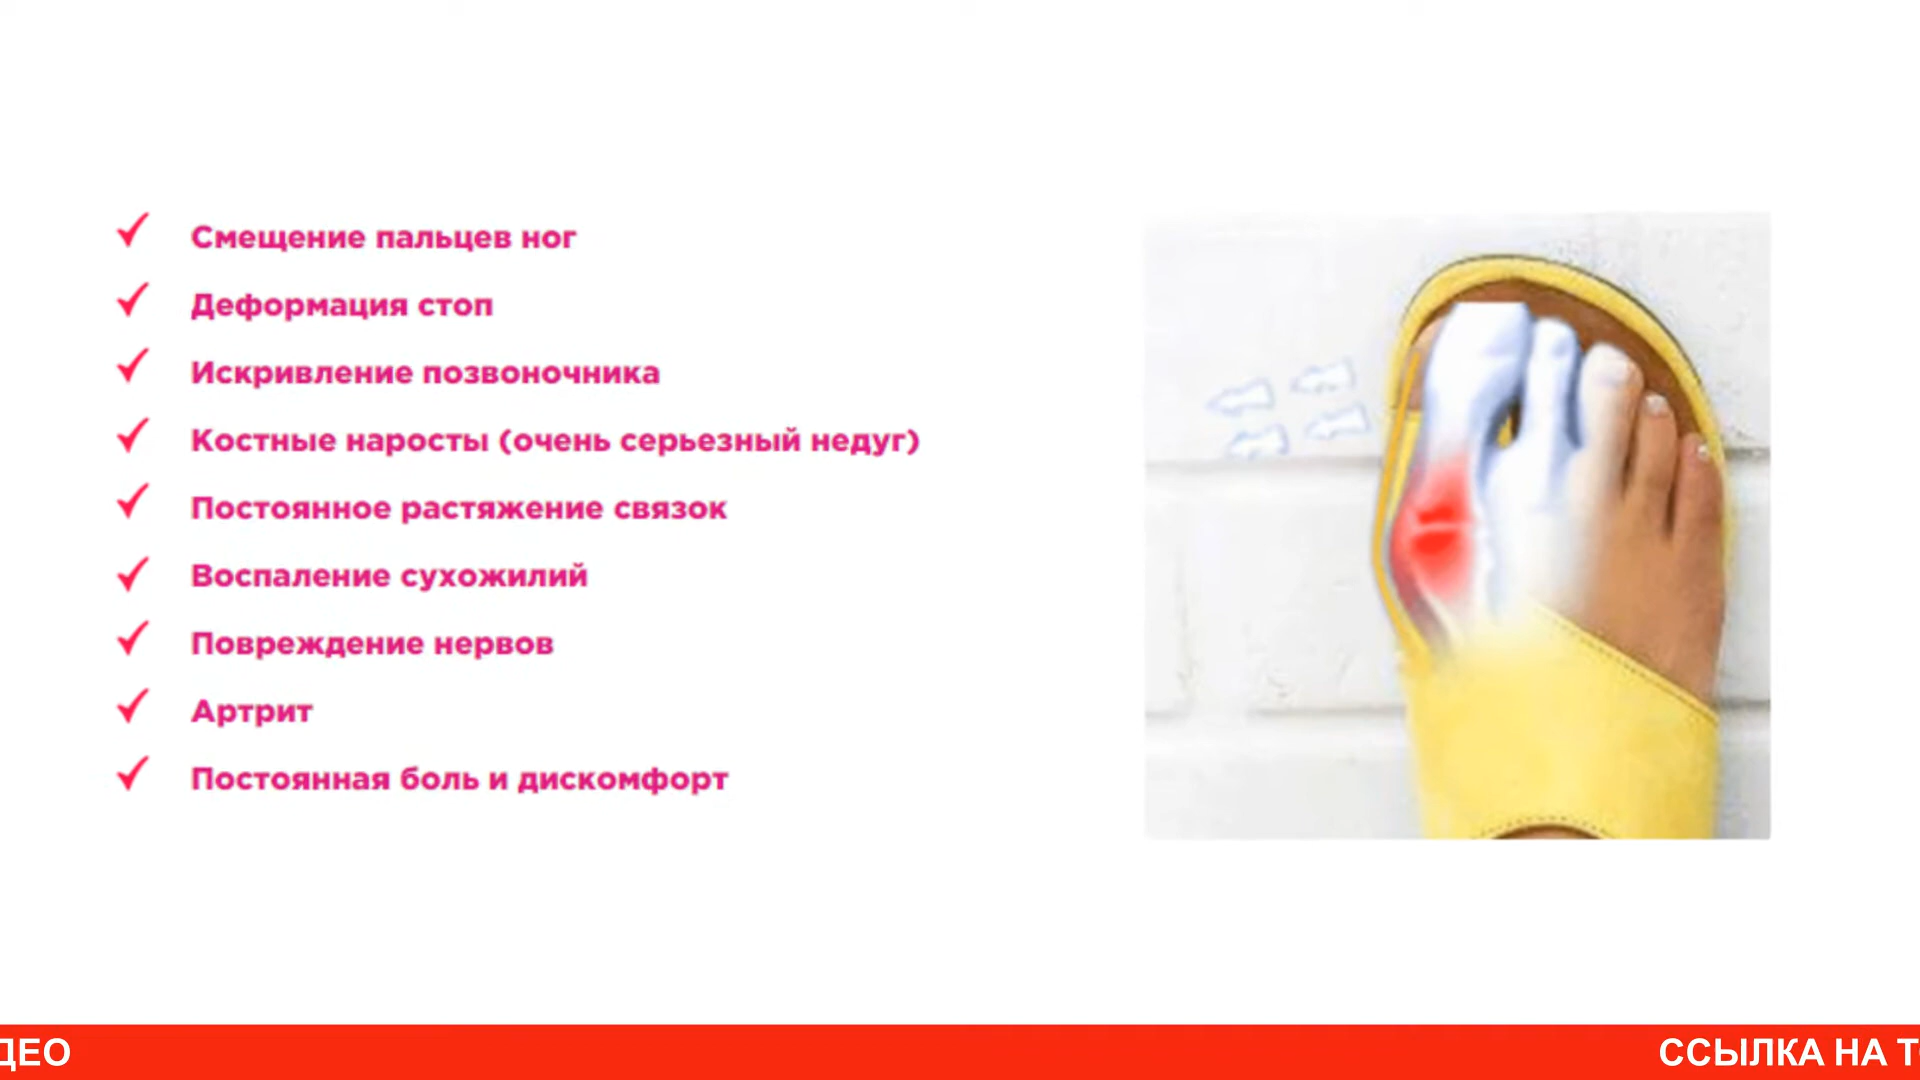 Смещение пальцев ног
Деформация стоп
Искривление позвоночника
Костные наросты (очень серьезный недуг)
Постоянное растяжение связок
Воспаление сухожилий
Повреждение нервов
Артрит
Постоянная боль и дискомфорт
ССЫЛКА НА